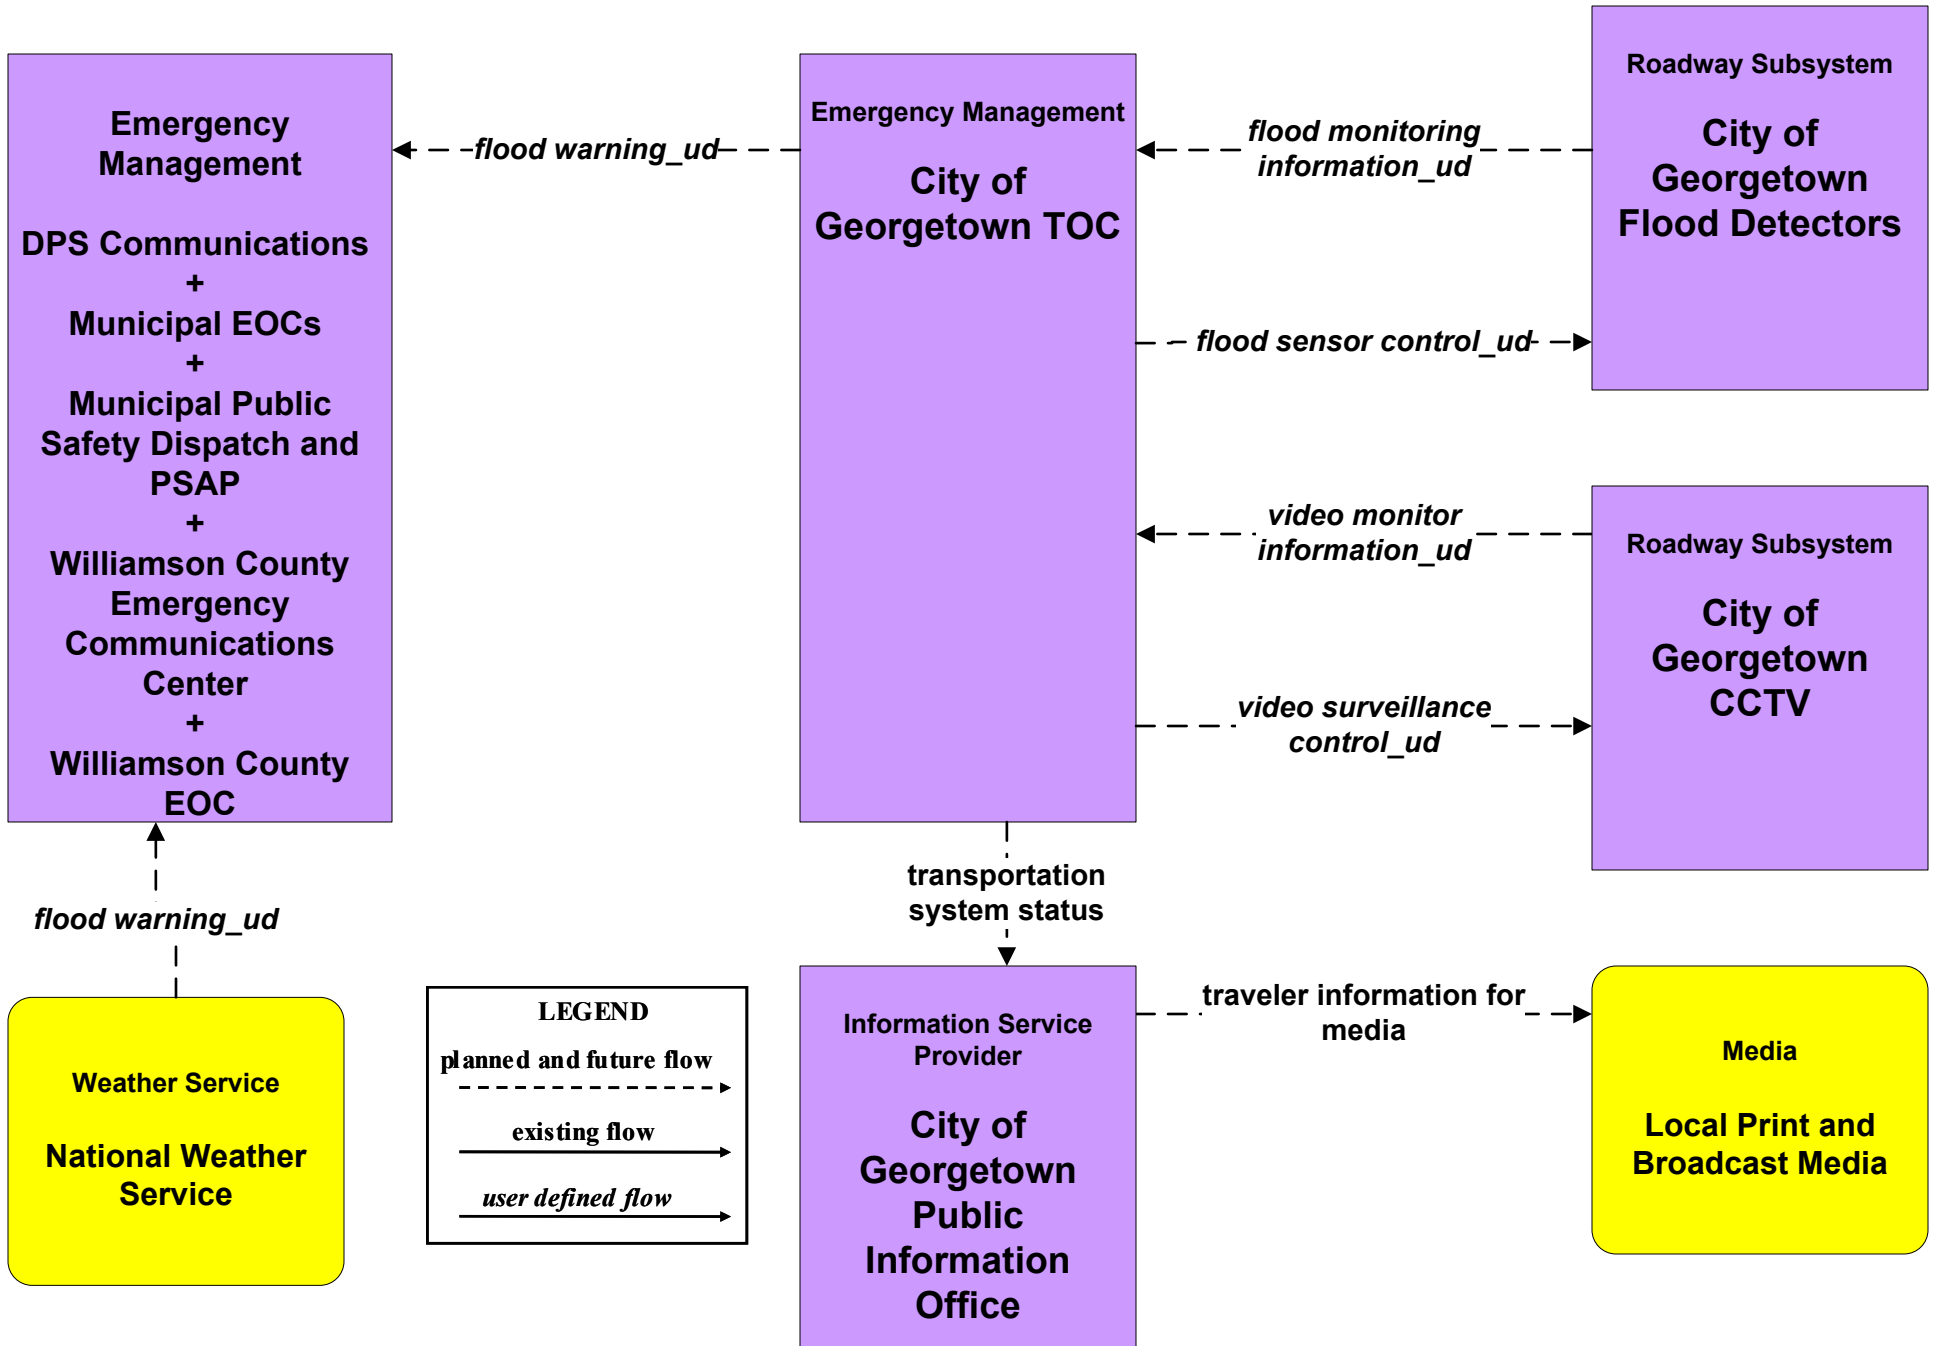 Emergency
Management
DPS Communications
+
Municipal EOCs
+
Municipal Public
Safety Dispatch and
PSAP
+
Williamson County
Emergency
Communications
Center
+
Williamson County
EOC
flood warning_ud
Emergency Management
City of
Georgetown TOC
flood monitoring
information_ud
Roadway Subsystem
City of
Georgetown
Flood Detectors
flood sensor control_ud
video monitor
information_ud
Roadway Subsystem
City of
Georgetown
CCTV
video surveillance
control_ud
transportation
system status
flood warning_ud
Weather Service
National Weather
Service
LEGEND
planned and future flow
existing flow
user defined flow
Information Service
Provider
City of
Georgetown
Public
Information
Office
traveler information for
media
Media
Local Print and
Broadcast Media